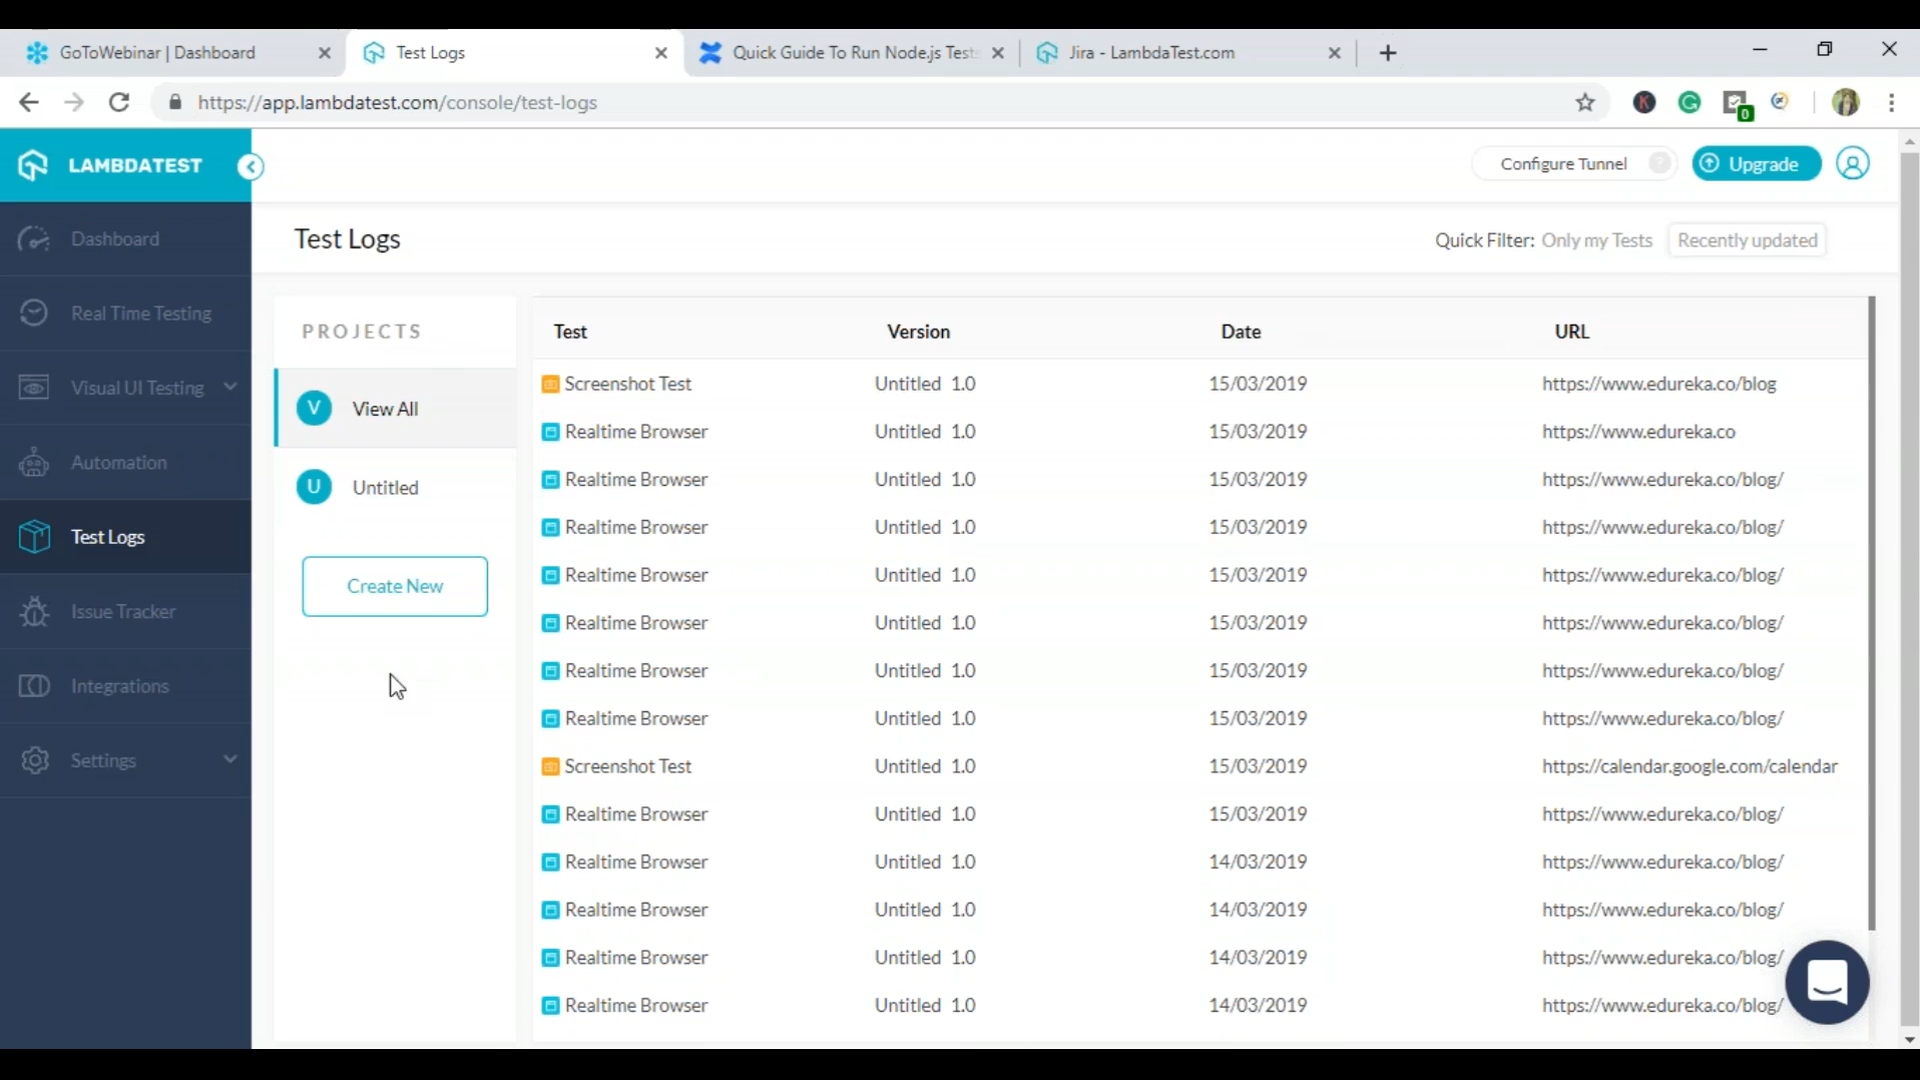 GoToWebinar | Dashboard
Test Logs
Quick Guide To Run Node.js Tests
Jira - LambdaTest.com
https://app.lambdatest.com/console/test-logs
K
G
0
LAMBDATEST
Configure Tunnel ?
Upgrade
Dashboard
Real Time Testing
Visual UI Testing
Automation
Test Logs
Issue Tracker
Integrations
Settings
Test Logs
Quick Filter: Only my Tests Recently updated
PROJECTS
V View All
U Untitled
Create New
Test Version Date URL
Screenshot Test Untitled 1.0 15/03/2019 https://www.edureka.co/blog
Realtime Browser Untitled 1.0 15/03/2019 https://www.edureka.co
Realtime Browser Untitled 1.0 15/03/2019 https://www.edureka.co/blog/
Realtime Browser Untitled 1.0 15/03/2019 https://www.edureka.co/blog/
Realtime Browser Untitled 1.0 15/03/2019 https://www.edureka.co/blog/
Realtime Browser Untitled 1.0 15/03/2019 https://www.edureka.co/blog/
Realtime Browser Untitled 1.0 15/03/2019 https://www.edureka.co/blog/
Realtime Browser Untitled 1.0 15/03/2019 https://www.edureka.co/blog/
Screenshot Test Untitled 1.0 15/03/2019 https://calendar.google.com/calendar
Realtime Browser Untitled 1.0 15/03/2019 https://www.edureka.co/blog/
Realtime Browser Untitled 1.0 14/03/2019 https://www.edureka.co/blog/
Realtime Browser Untitled 1.0 14/03/2019 https://www.edureka.co/blog/
Realtime Browser Untitled 1.0 14/03/2019 https://www.edureka.co/blog/
Realtime Browser Untitled 1.0 14/03/2019 https://www.edureka.co/blog/